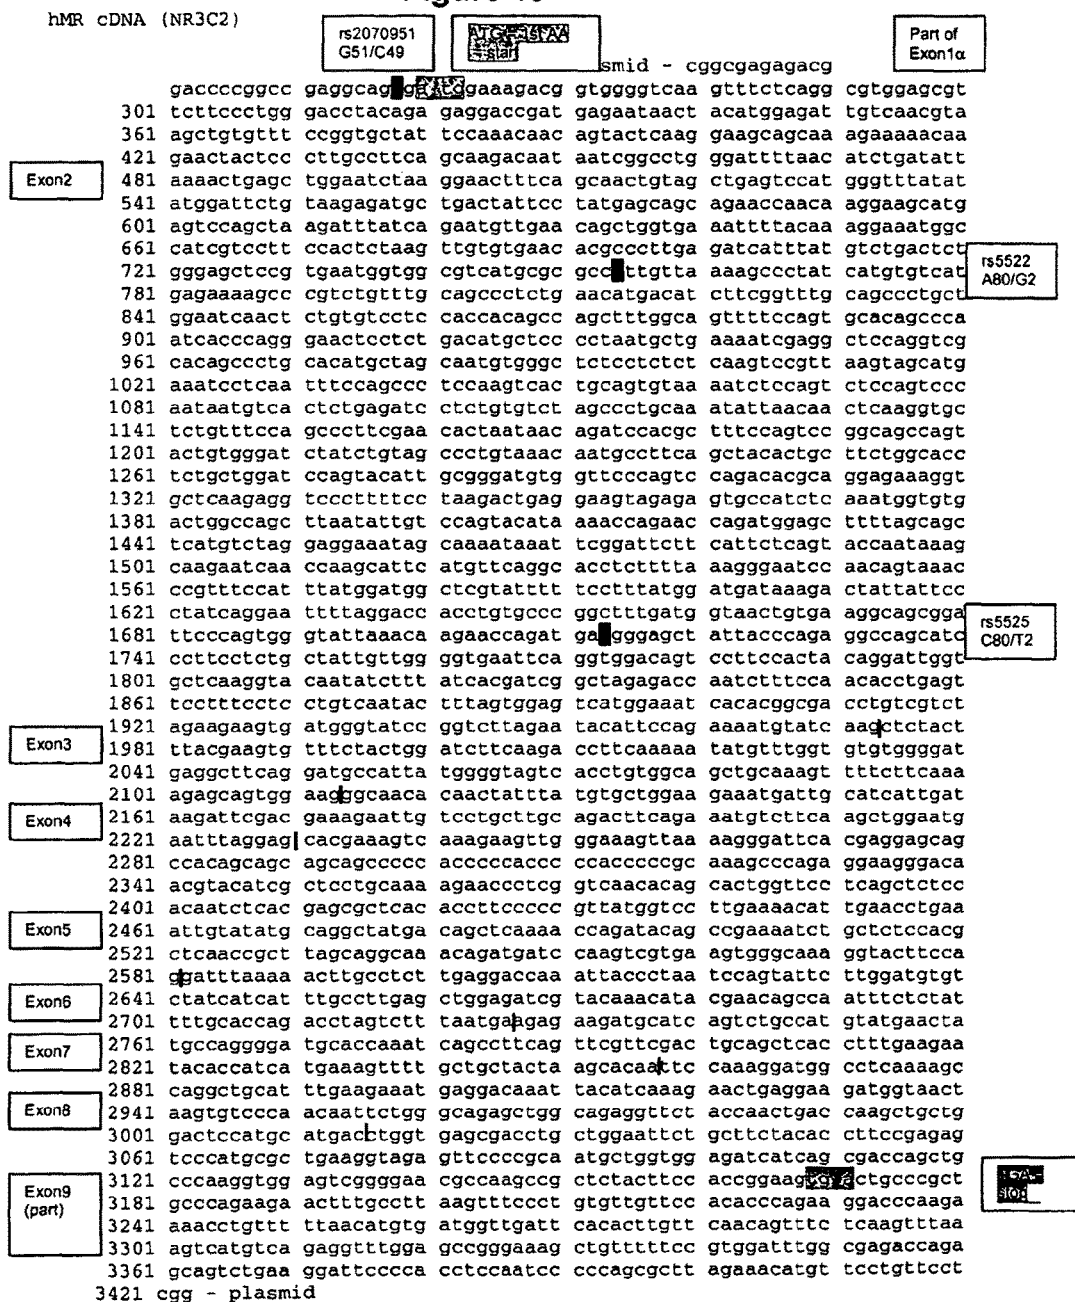 hMR cDNA (NR3C2)
rs2070951
G51/C49
Part of
Exon1α
smid - cggcgagagacg
gaccccggcc gaggcag g gaaagacg ggtggggtcaa gtttctcagg cgtggagcgt
301 tcttccctgg gacctacaga gaggaccgat gagaataact acatggagat tgtcaacgta
361 agctgtgttt ccggtgctat tccaaacaac agtactcaag gaagcagcaa agaaaaacaa
421 gaactactcc cttgccttca gcaagacaat aatcggcctg ggattttaac atctgatatt
Exon2
481 aaaactgagc tggaatctaa ggaactttca gcaactgtag ctgagtccat gggtttatat
541 atggattctg taagagatgc tgactattcc tatgagcagc agaaccaaca aggaagcatg
601 agtccagcta agatttatca gaatgttgaa cagctggtga aattttacaa aggaaatggc
661 catcgtcctt ccactctaag ttgtgtgaac acgcccttga gatcatttat gtctgactct
721 gggagctccg tgaatggtgg cgtcatgcgc gcc ttgtta aaagccctat catgtgtcat
rs5522
A80/G2
781 gagaaaagcc cgtctgtttg cagccctctg aacatgacat cttcggtttg cagccctgct
841 ggaatcaact ctgtgtcctc caccacagcc agctttggca gttttccagt gcacagccca
901 atcacccagg gaactcctct gacatgctcc cctaatgctg aaaatcgagg ctccaggtcg
961 cacagccctg cacatgctag caatgtgggc tctcctctct caagtccgtt aagtagcatg
1021 aaatcctcaa tttccagccc tccaagtcac tgcagtgtaa aatctccagt ctccagtccc
1081 aataatgtca ctctgagatc ctctgtgtct agccctgcaa atattaacaa ctcaaggtgc
1141 tctgtttcca gcccttcgaa cactaataac agatccacgc tttccagtcc ggcagccagt
1201 actgtgggat ctatctgtag ccctgtaaac aatgccttca gctacactgc ttctggcacc
1261 tctgctggat ccagtacatt gcgggatgtg gttcccagtc cagacacgca ggagaaaggt
1321 gctcaagagg tcccttttcc taagactgag gaagtagaga gtgccatctc aaatggtgtg
1381 actggccagc ttaatattgt ccagtacata aaaccagaac cagatggagc ttttagcagc
1441 tcatgtctag gaggaaatag caaaataaat tcggattctt cattctcagt accaataaag
1501 caagaatcaa ccaagcattc atgttcaggc acctctttta aagggaatcc aacagtaaac
1561 ccgtttccat ttatggatgg ctcgtatttt tcctttatgg atgataaaga ctattattcc
1621 ctatcaggaa ttttaggacc acctgtgccc ggctttgatg gtaactgtga aggcagcgga
1681 ttcccagtgg gtattaaaca agaaccagat ga gggagct attacccaga ggccagcatc
rs5525
C80/T2
1741 ccttcctctg ctattgttgg ggtgaattca ggtggacagt ccttccacta caggattggt
1801 gctcaaggta caatatcttt atcacgatcg gctagagacc aatctttcca acacctgagt
1861 tcctttcctc ctgtcaatac tttagtggag tcatggaaat cacacggcga cctgtcgtct
1921 agaagaagtg atgggtatcc ggtcttagaa tacattccag aaaatgtatc aagctctact
Exon3
1981 ttacgaagtg tttctactgg atcttcaaga ccttcaaaaa tatgtttggt gtgtggggat
2041 gaggcttcag gatgccatta tggggtagtc acctgtggca gctgcaaagt tttcttcaaa
2101 agagcagtgg aagggcaaca caactattta tgtgctggaa gaaatgattg catcattgat
Exon4
2161 aagattcgac gaaagaattg tcctgcttgc agacttcaga aatgtcttca agctggaatg
2221 aatttaggag cacgaaagtc aaagaagttg ggaaagttaa aagggattca cgaggagcag
2281 ccacagcagc agcagccccc acccccaccc ccaccccccgc aaagcccaga ggaagggaca
2341 acgtacatcg ctcctgcaaa agaaccctcg gtcaacacag cactggttcc tcagctctcc
2401 acaatctcac gagcgctcac accttccccc gttatggtcc ttgaaaacat tgaacctgaa
Exon5
2461 attgtatatg caggctatga cagctcaaaa ccagatacag ccgaaaatct gctctccacg
2521 ctcaaccgct tagcaggcaa acagatgatc caagtcgtga agtgggcaaa ggtacttcca
2581 ggatttaaaa acttgcctct tgaggaccaa attaccctaa tccagtattc ttggatgtgt
Exon6
2641 ctatcatcat ttgccttgag ctggagatcg tacaaacata cgaacagcca atttctctat
2701 tttgcaccag acctagtctt taatgaagag aagatgcatc agtctgccat gtatgaacta
Exon7
2761 tgccagggga tgcaccaaat cagccttcag ttcgttcgac tgcagctcac ctttgaagaa
2821 tacaccatca tgaaagtttt gctgctacta agcacaattc caaaggatgg cctcaaaagc
2881 caggctgcat ttgaagaaat gaggacaaat tacatcaaag aactgaggaa gatggtaact
Exon8
2941 aagtgtccca acaattctgg gcagagctgg cagaggttct accaactgac caagctgctg
3001 gactccatgc atgacctggt gagcgacctg ctggaattct gcttctacac cttccgagag
3061 tcccatgcgc tgaaggtaga gttccccgca atgctggtgg agatcatcag cgaccagctg
Exon9
(part)
3121 cccaaggtgg agtcggggaa cgccaagccg ctctacttcc accggaag ctgcccgct
3181 gcccagaaga actttgcctt aagtttccct gtgttgttcc acacccagaa ggacccaaga
3241 aaacctgttt ttaacatgtg atggttgatt cacacttgtt caacagtttc tcaagtttaa
3301 agtcatgtca gaggtttgga gccgggaaag ctgtttttcc gtggatttgg cgagaccaga
3361 gcagtctgaa ggattcccca cctccaatcc cccagcgctt agaaacatgt tcctgttcct
3421 cgg - plasmid